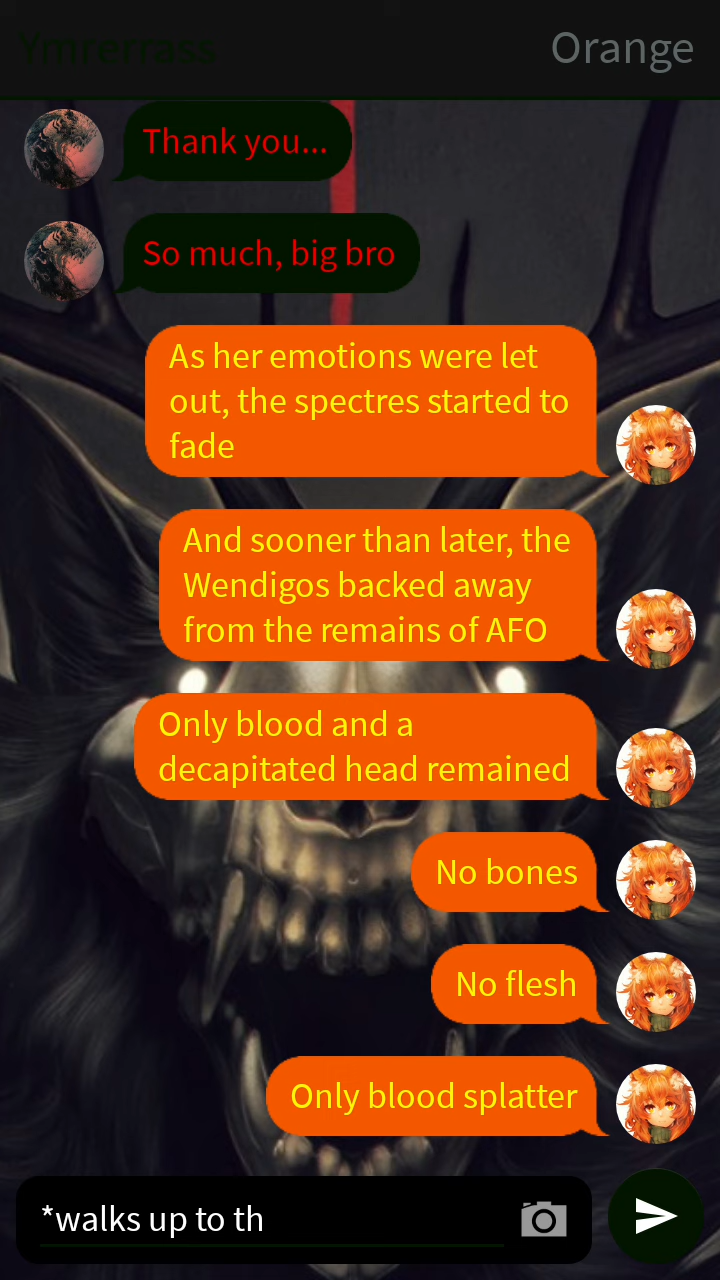 Ymrerrass
Orange
Thank you...
So much, big bro
As her emotions were let
out, the spectres started to
fade
And sooner than later, the
Wendigos backed away
from the remains of AFO
Only blood and a
decapitated head remained
No bones
No flesh
Only blood splatter
*walks up to th